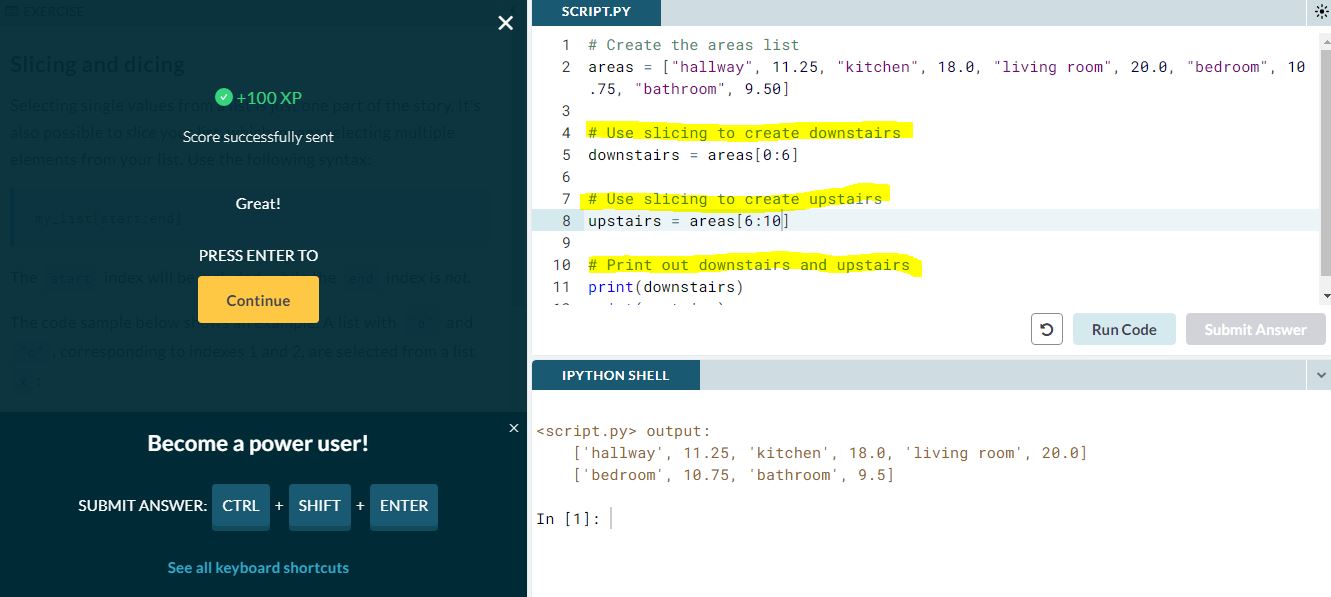 EXERCISE
Slicing and dicing
+100 XP
Selecting single values from
one part of the story. It's
also possible to slice
selecting multiple
Score successfully sent
elements from your list. Use the following syntax:
Great!
my_list[start:end]
PRESS ENTER TO
The start index will be
the end index is not.
Continue
The code sample below shows an example. A list with "b" and
"c", corresponding to indexes 1 and 2, are selected from a list
x:
Become a power user!
SUBMIT ANSWER: CTRL + SHIFT + ENTER
See all keyboard shortcuts
SCRIPT.PY
1 # Create the areas list
2 areas = ["hallway", 11.25, "kitchen", 18.0, "living room", 20.0, "bedroom", 10
.75, "bathroom", 9.50]
3
4 # Use slicing to create downstairs
5 downstairs = areas[0:6]
6
7 # Use slicing to create upstairs
8 upstairs = areas[6:10]
9
10 # Print out downstairs and upstairs
11 print(downstairs)
Run Code
Submit Answer
IPYTHON SHELL
<script.py> output:
['hallway', 11.25, 'kitchen', 18.0, 'living room', 20.0]
['bedroom', 10.75, 'bathroom', 9.5]
In [1]: